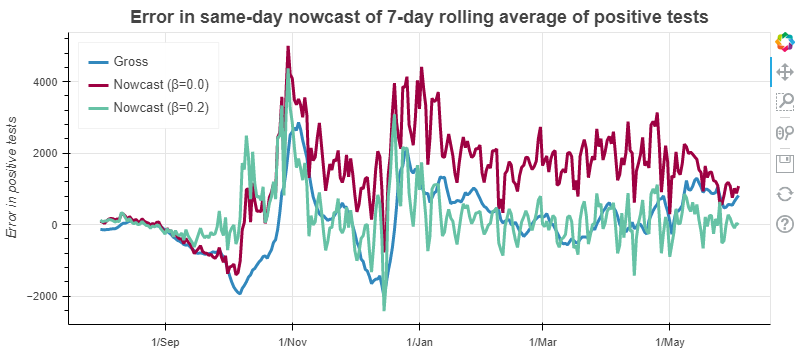 Error in same-day nowcast of 7-day rolling average of positive tests
Gross
Nowcast (β=0.0)
Nowcast (β=0.2)
Error in positive tests
4000
2000
0
−2000
1/Sep
1/Nov
1/Jan
1/Mar
1/May